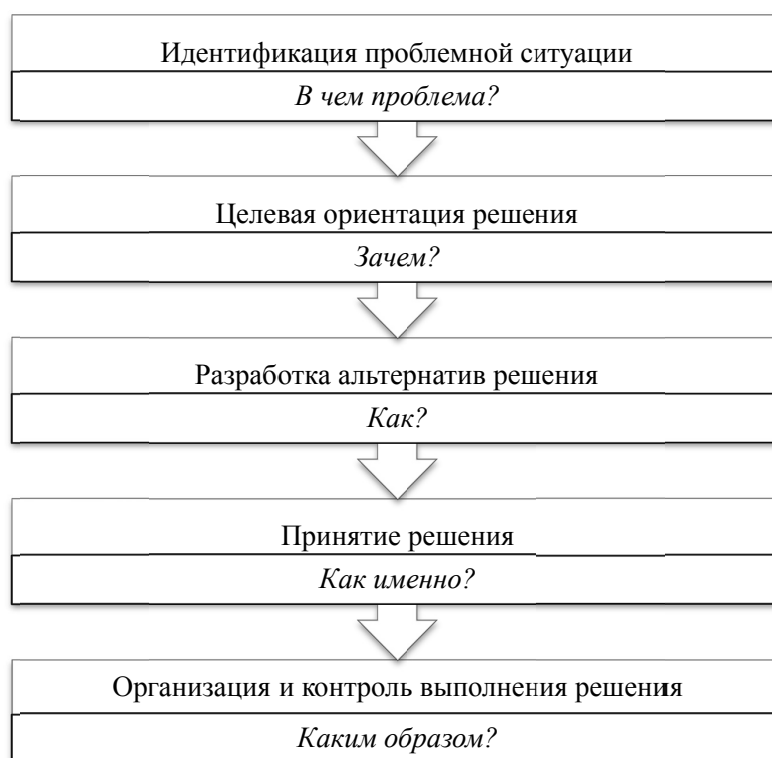 Идентификация проблемной ситуации
В чем проблема?
Целевая ориентация решения
Зачем?
Разработка альтернатив решения
Как?
Принятие решения
Как именно?
Организация и контроль выполнения решения
Каким образом?